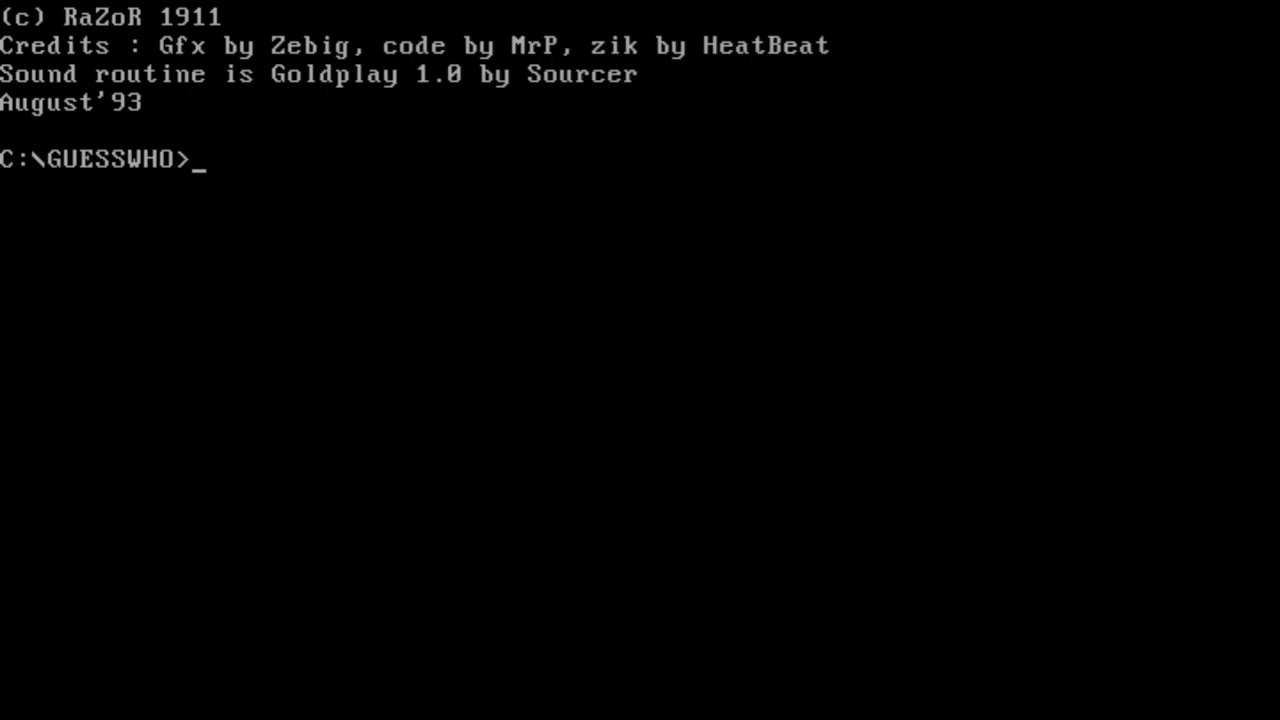 (c) RaZoR 1911
Credits : Gfx by Zebig, code by MrP, zik by HeatBeat
Sound routine is Goldplay 1.0 by Sourcer
August'93
C:\GUESSWHO>_